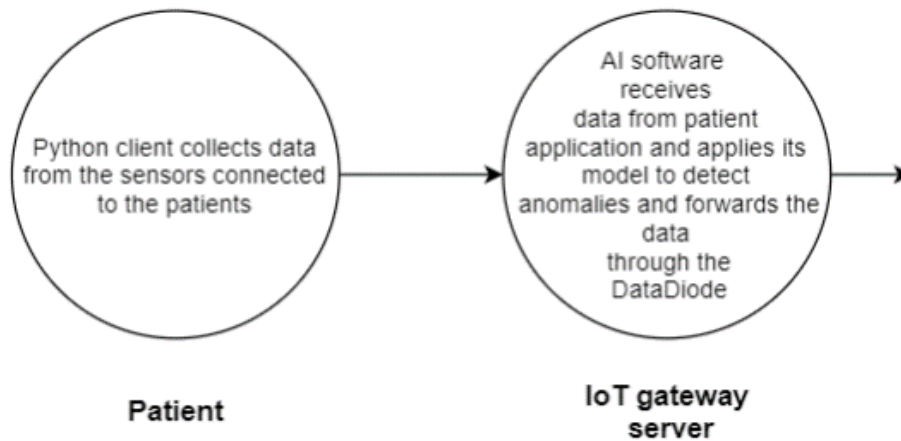 Python client collects data
from the sensors connected
to the patients
Patient
AI software
receives
data from patient
application and applies its
model to detect
anomalies and forwards the
data
through the
DataDiode
IoT gateway
server